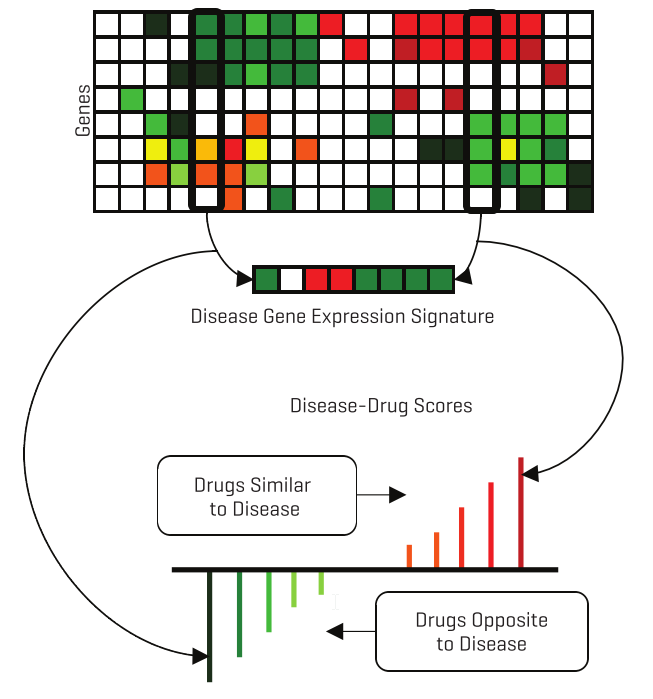 Genes
Disease Gene Expression Signature
Disease-Drug Scores
Drugs Similar
to Disease
Drugs Opposite
to Disease